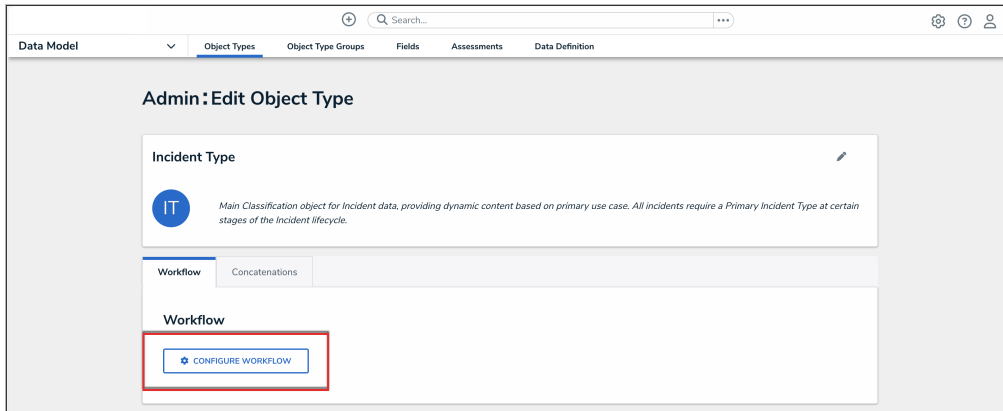 Search...
Data Model
Object Types Object Type Groups Fields Assessments Data Definition
Admin: Edit Object Type
Incident Type
IT
Main Classification object for Incident data, providing dynamic content based on primary use case. All incidents require a Primary Incident Type at certain
stages of the Incident lifecycle.
Workflow Concatenations
Workflow
CONFIGURE WORKFLOW